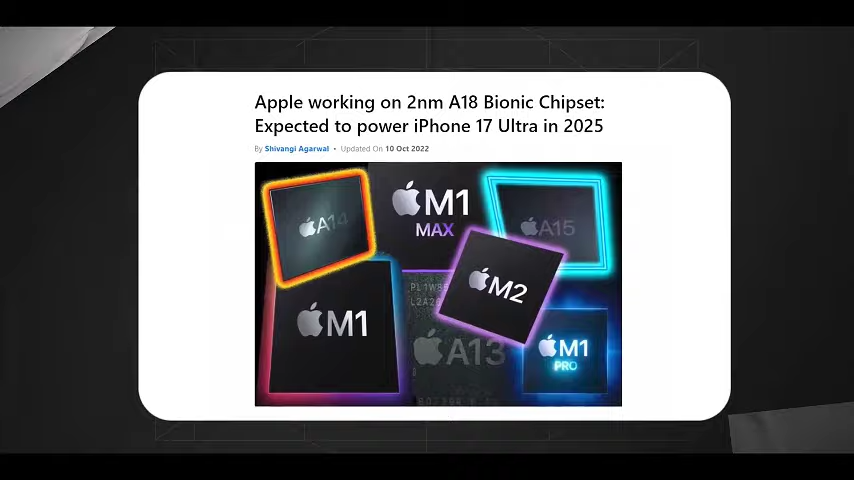 Apple working on 2nm A18 Bionic Chipset:
Expected to power iPhone 17 Ultra in 2025
By Shivangi Agarwal • Updated On 10 Oct 2022
A14
M1
MAX
A15
M1
M2
A13
M1
PRO